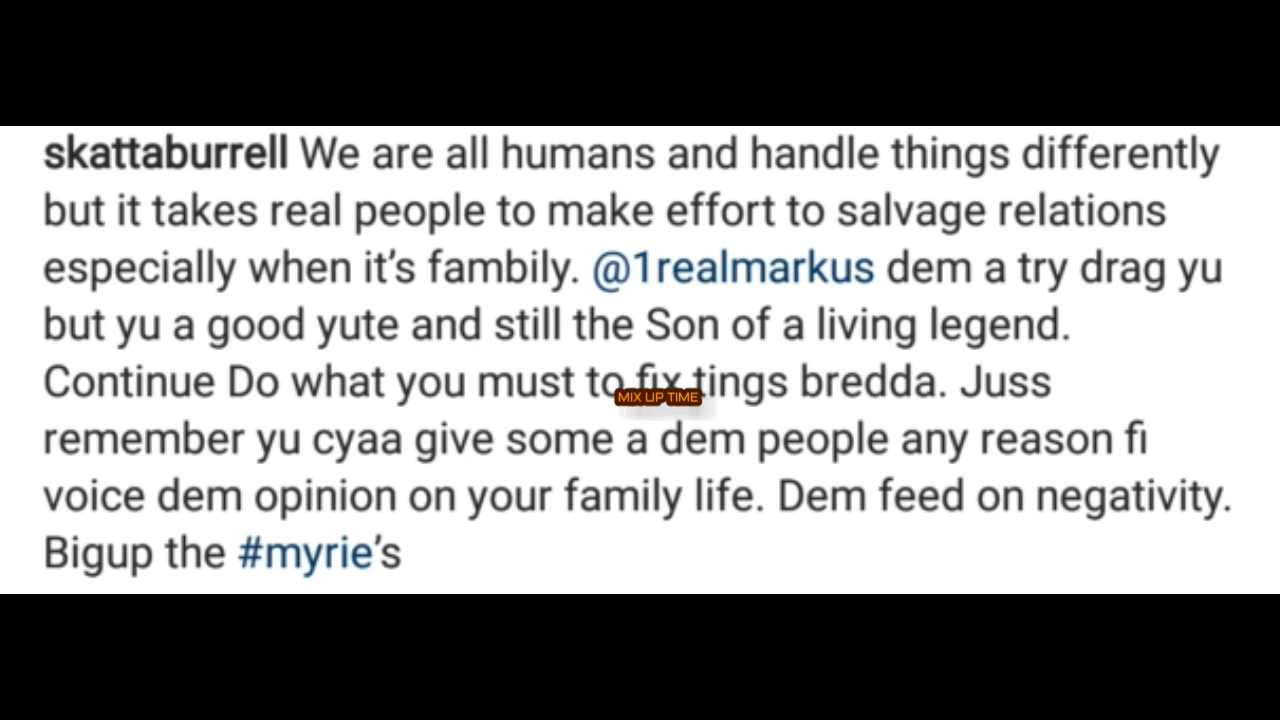 skattaburrell We are all humans and handle things differently
but it takes real people to make effort to salvage relations
especially when it's fambily. @1realmarkus dem a try drag yu
but yu a good yute and still the Son of a living legend.
Continue Do what you must to fix tings bredda. Juss
MIX UP TIME
remember yu cyaa give some a dem people any reason fi
voice dem opinion on your family life. Dem feed on negativity.
Bigup the #myrie's